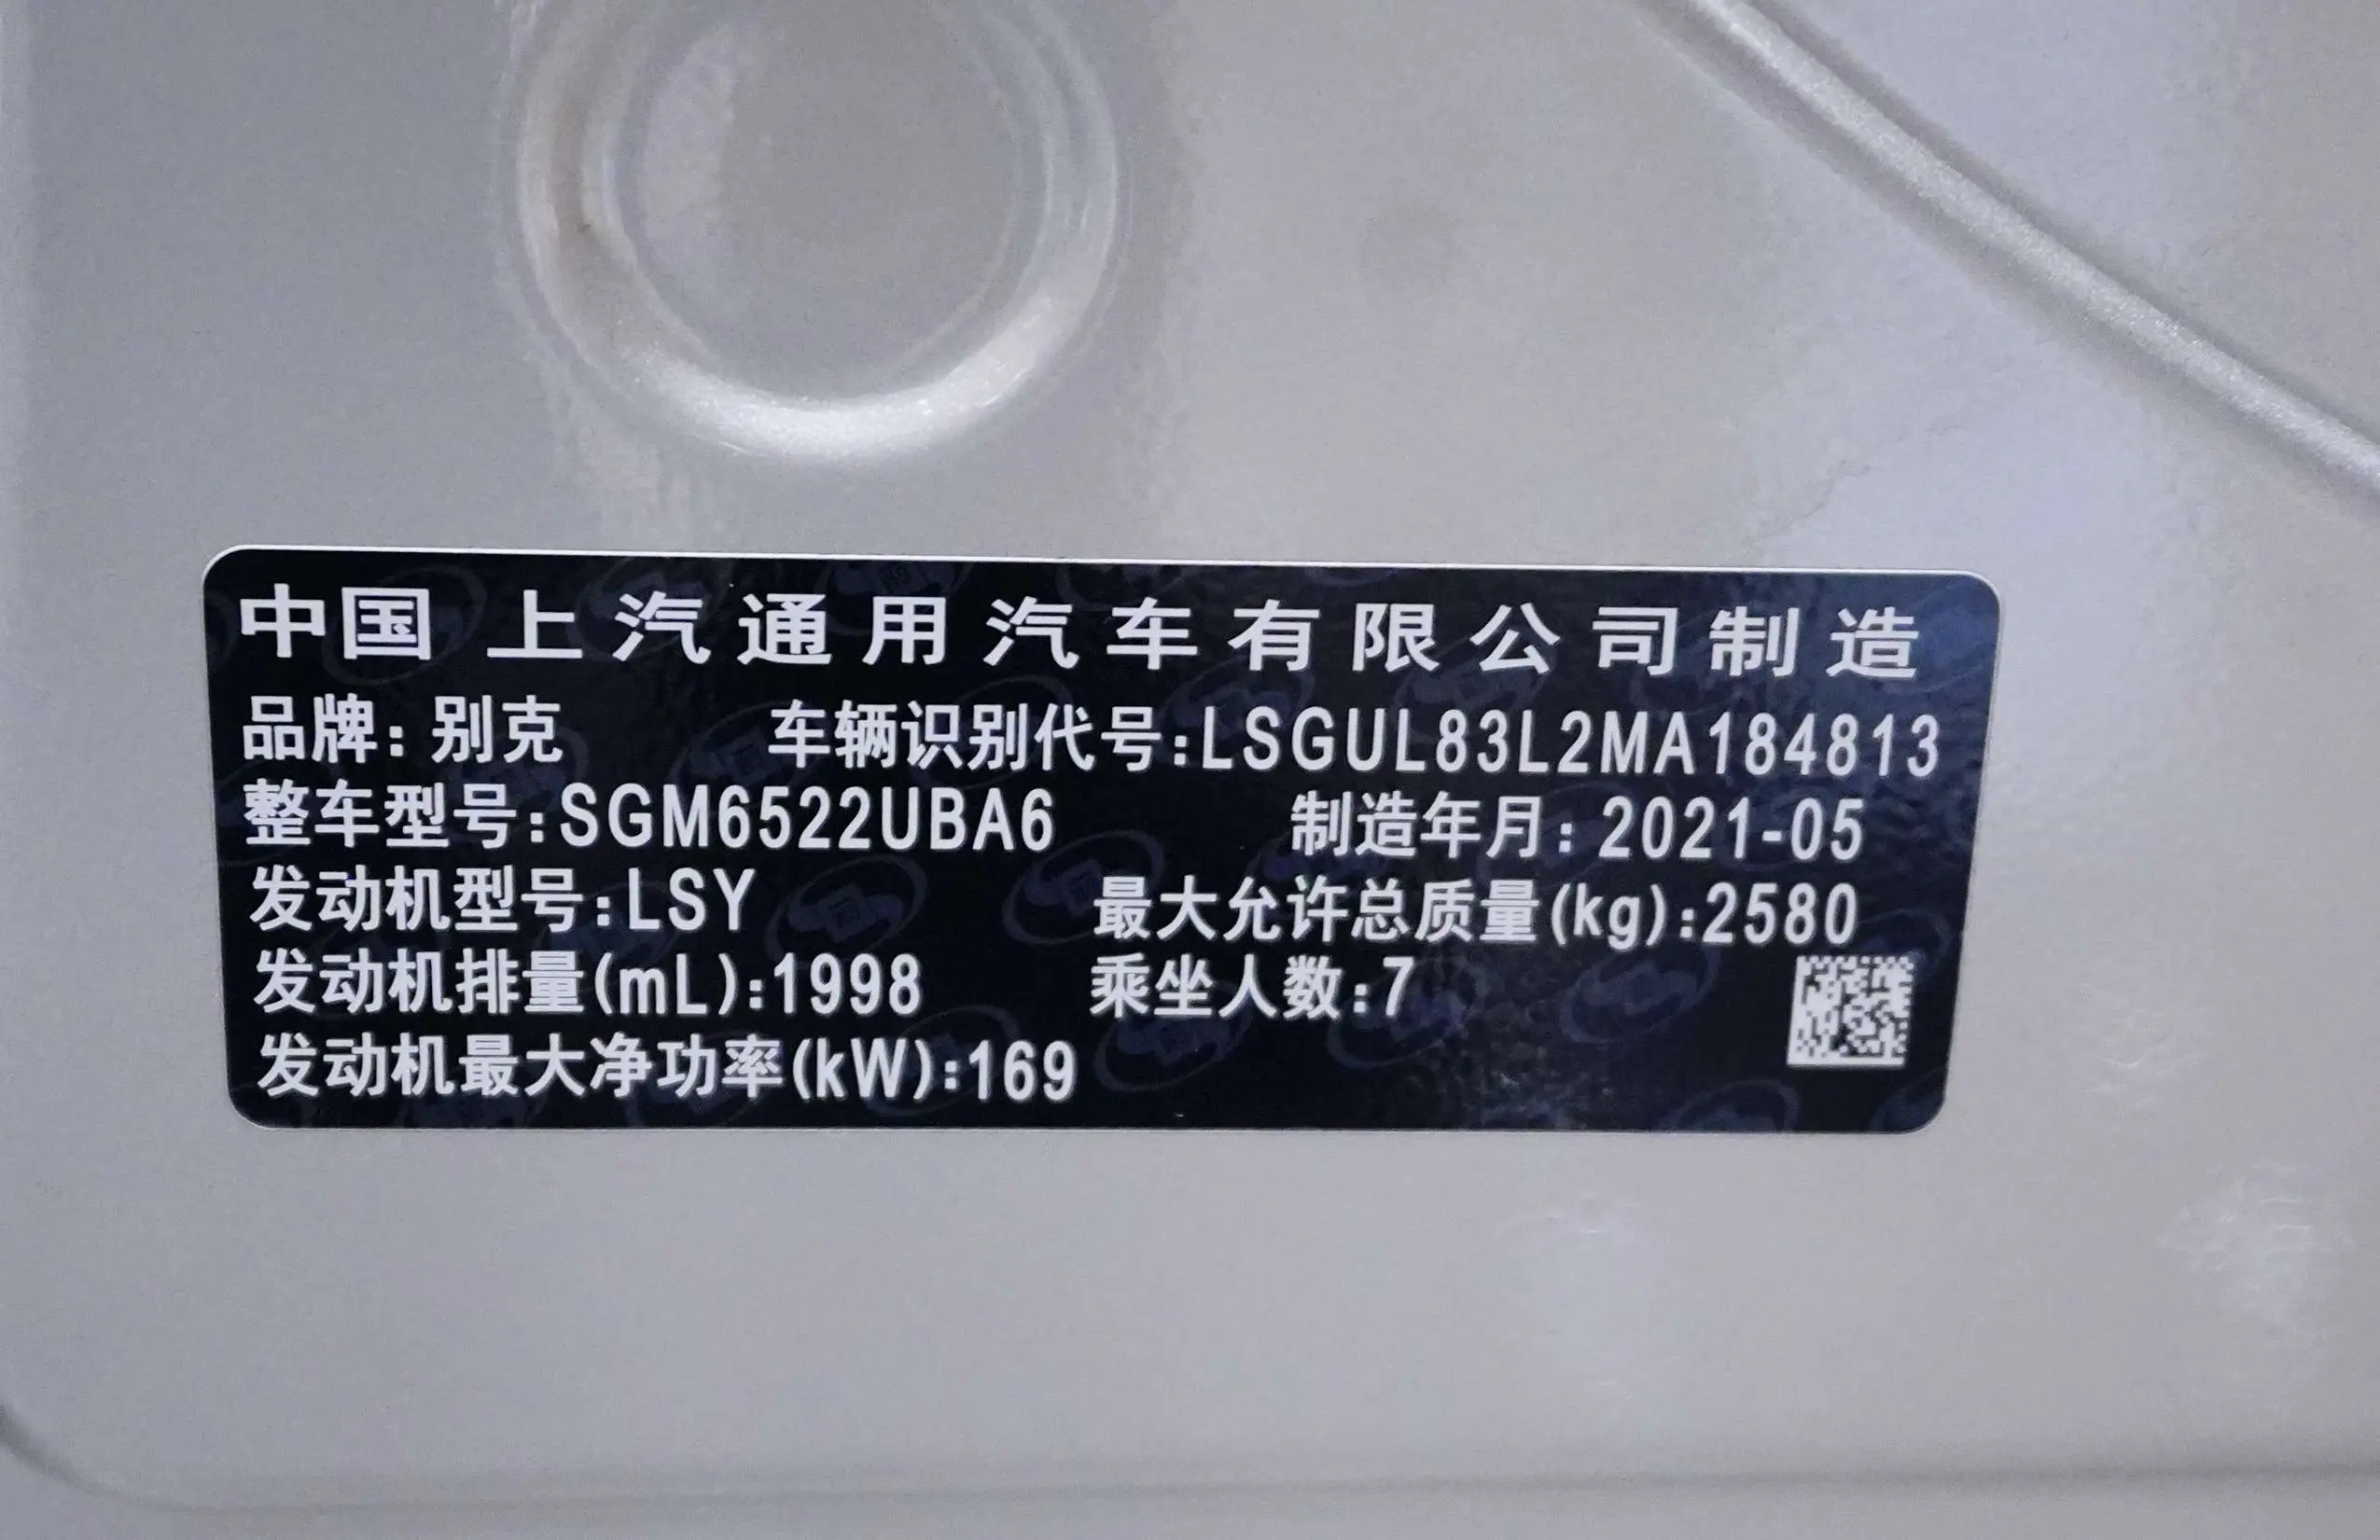 中国 上汽通用汽车有限公司制造
品牌：别克 车辆识别代号:LSGUL83L2MA184813
整车型号:SGM6522UBA6 制造年月：2021-05
发动机型号:LSY 最大允许总质量(kg):2580
发动机排量(mL):1998 乘坐人数:7
发动机最大净功率(kW):169